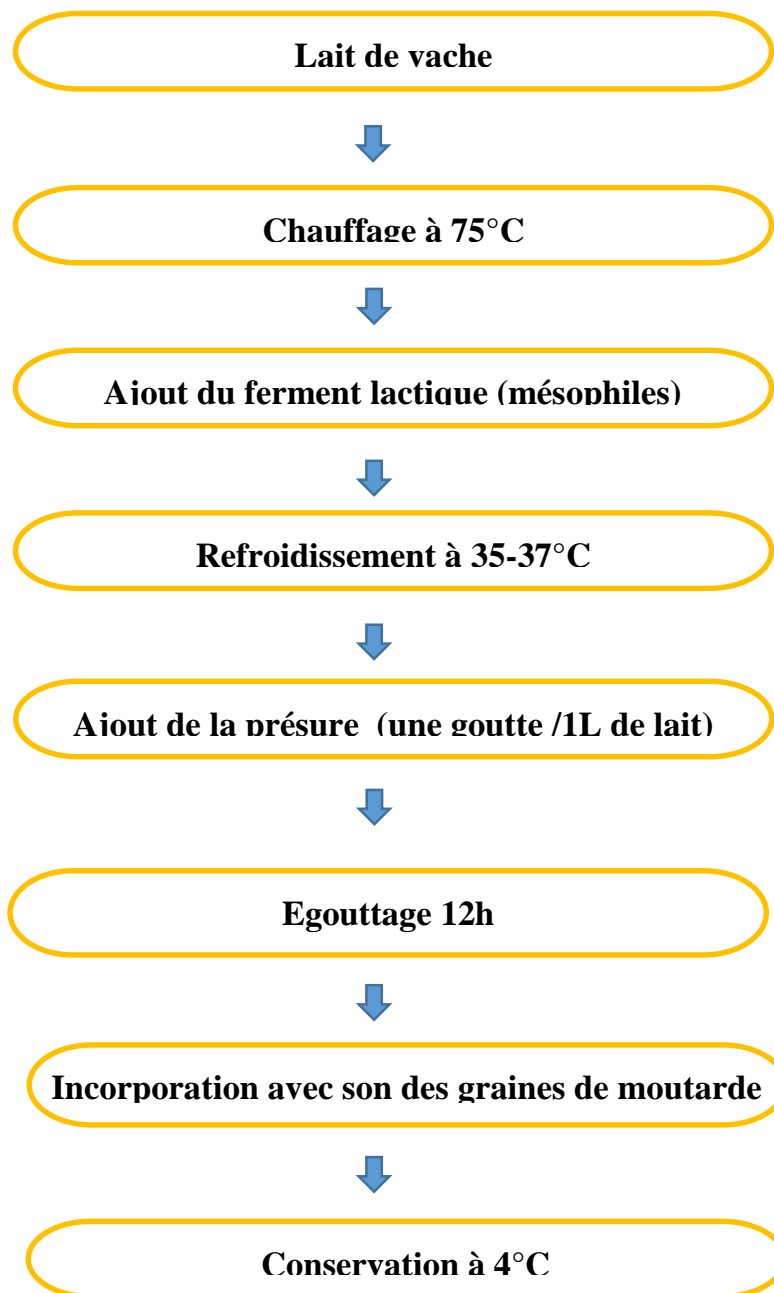 Lait de vache
Chauffage à 75°C
Ajout du ferment lactique (mésophiles)
Refroidissement à 35-37°C
Ajout de la présure (une goutte /1L de lait)
Egouttage 12h
Incorporation avec son des graines de moutarde
Conservation à 4°C